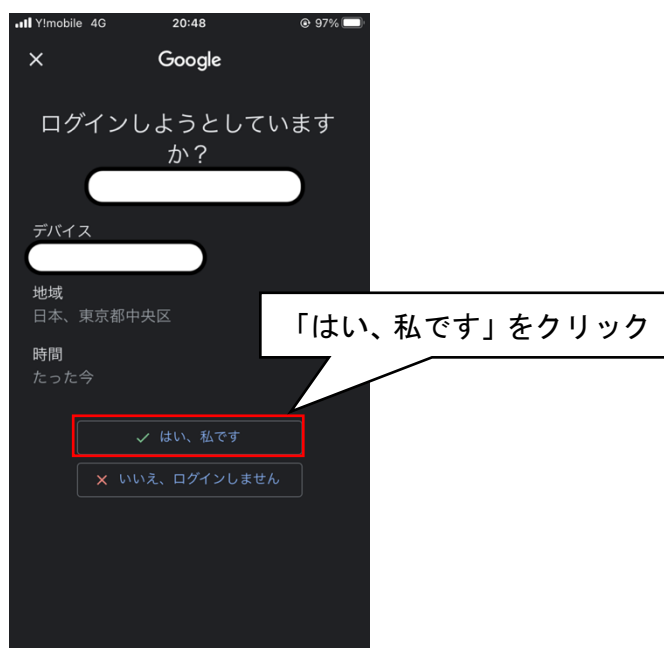 Y!mobile 4G 20:48 97%
× Google
ログインしようとしています
か？
デバイス
地域
日本、東京都中央区
時間
たった今
「はい、私です」をクリック
✓ はい、私です
× いいえ、ログインしません